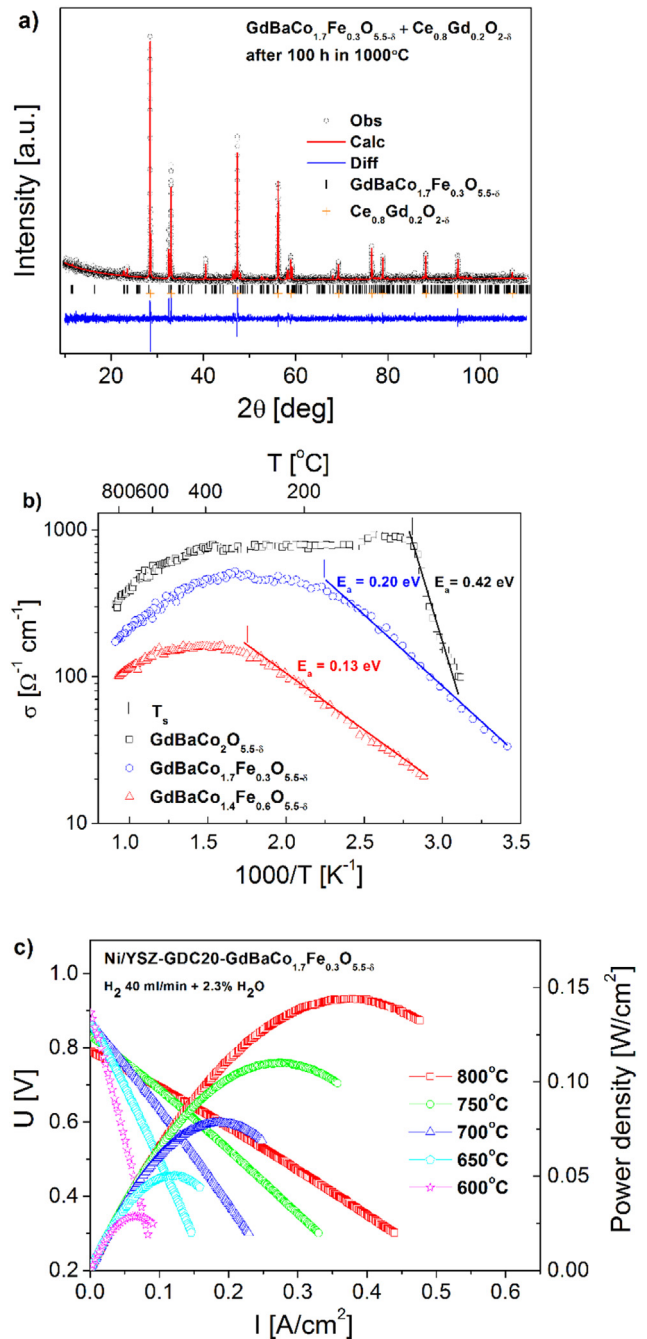 a)
GdBaCo1.7Fe0.3O5.5-δ + Ce0.8Gd0.2O2-δ
after 100 h in 1000°C
Obs
Calc
Diff
GdBaCo1.7Fe0.3O5.5-δ
Ce0.8Gd0.2O2-δ
Intensity [a.u.]
20 40 60 80 100
2θ [deg]
b)
T [°C]
800 600 400 200
1000
100
10
σ [Ω-1 cm-1]
Ea = 0.20 eV
Ea = 0.42 eV
Ea = 0.13 eV
Ts
GdBaCo2O5.5-δ
GdBaCo1.7Fe0.3O5.5-δ
GdBaCo1.4Fe0.6O5.5-δ
1.0 1.5 2.0 2.5 3.0 3.5
1000/T [K-1]
c)
Ni/YSZ-GDC20-GdBaCo1.7Fe0.3O5.5-δ
H2 40 ml/min + 2.3% H2O
1.0
0.8
0.6
0.4
0.2
U [V]
800°C
750°C
700°C
650°C
600°C
0.15
0.10
0.05
0.00
Power density [W/cm2]
0.0 0.1 0.2 0.3 0.4 0.5 0.6
I [A/cm2]